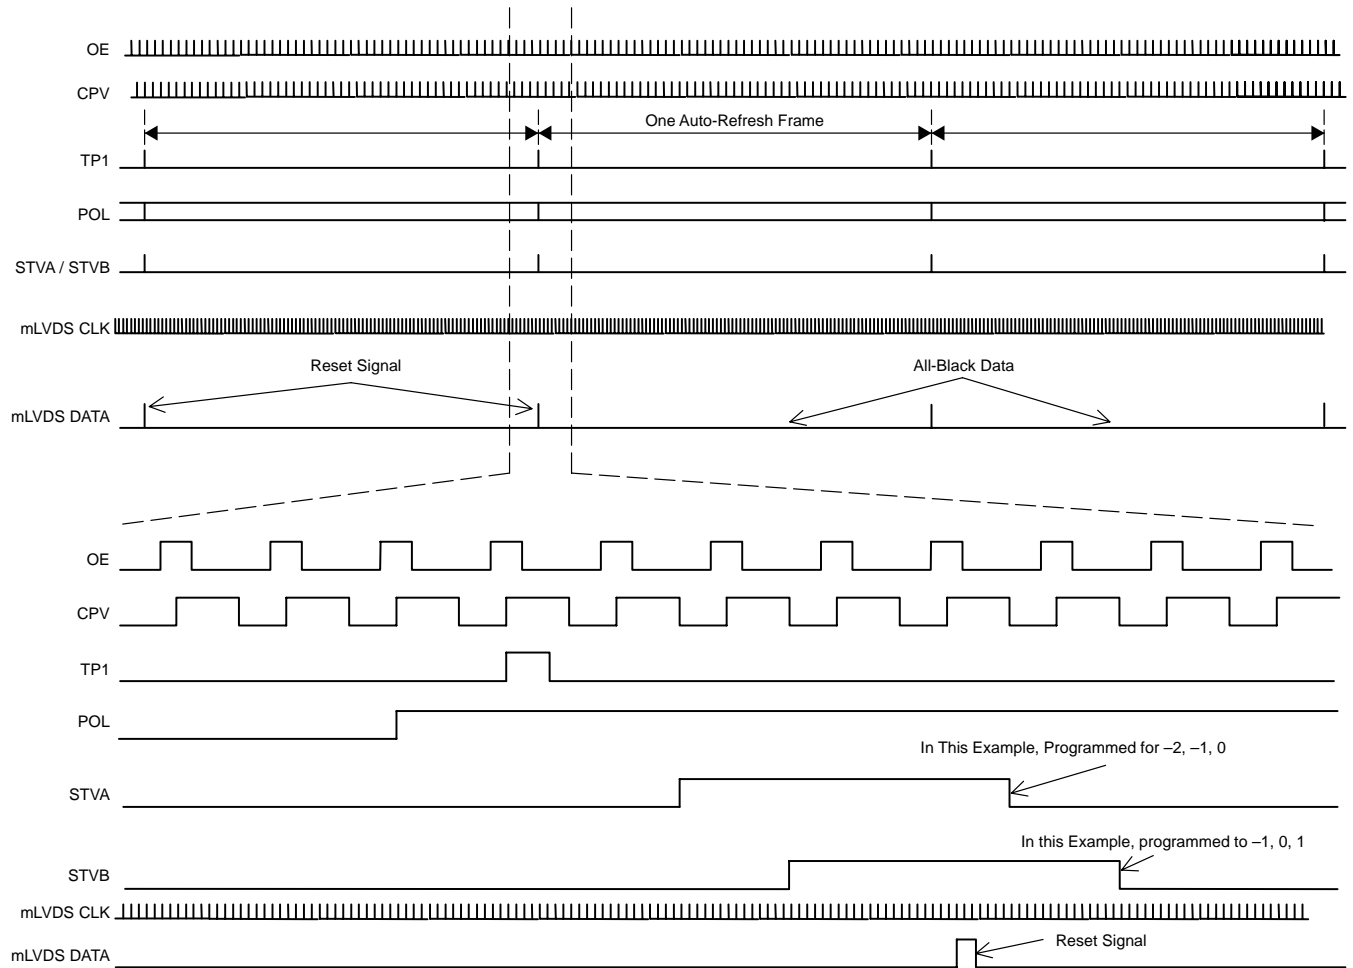 OE
CPV
One Auto-Refresh Frame
TP1
POL
STVA / STVB
mLVDS CLK
Reset Signal
All-Black Data
mLVDS DATA
OE
CPV
TP1
POL
In This Example, Programmed for –2, –1, 0
STVA
In this Example, programmed to –1, 0, 1
STVB
mLVDS CLK
Reset Signal
mLVDS DATA